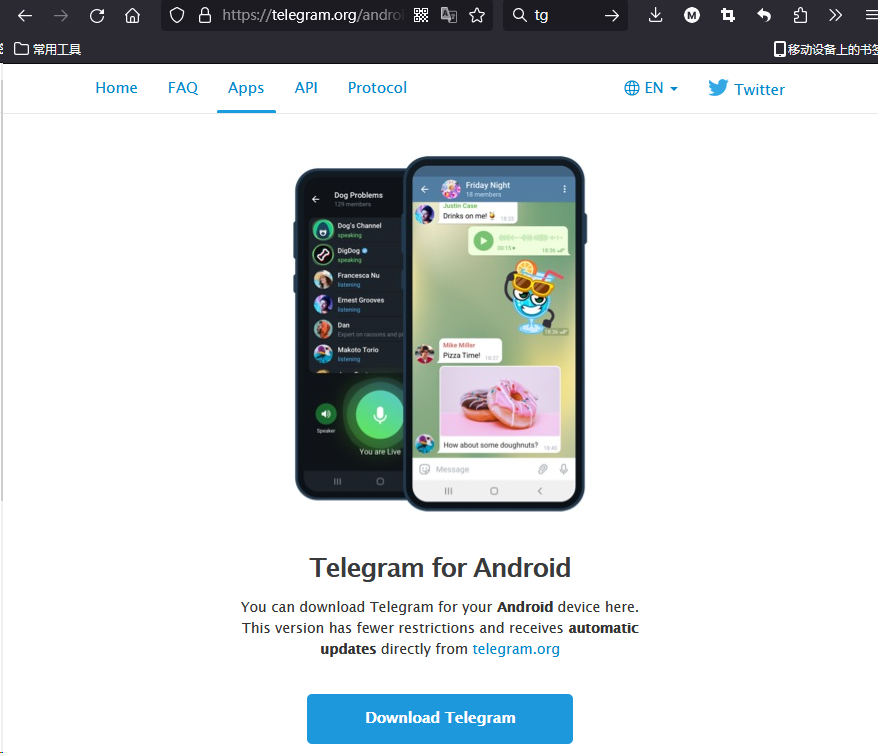 https://telegram.org/androi
tg
常用工具
移动设备上的书签
Home FAQ Apps API Protocol EN Twitter
Dog Problems
129 members
Dog's Channel
speaking
DigDog
speaking
Francesca Nu
listening
Ernest Grooves
listening
Dan
Expert on racoons and pi
Makoto Torio
listening
Speaker
You are Live
Friday Night
18 members
Justin Case
Drinks on me!
18:33
00:15
18:36
18:36
Mike Miller
Pizza Time!
18:37
How about some doughnuts?
18:40
Message
Telegram for Android
You can download Telegram for your Android device here.
This version has fewer restrictions and receives automatic
updates directly from telegram.org
Download Telegram